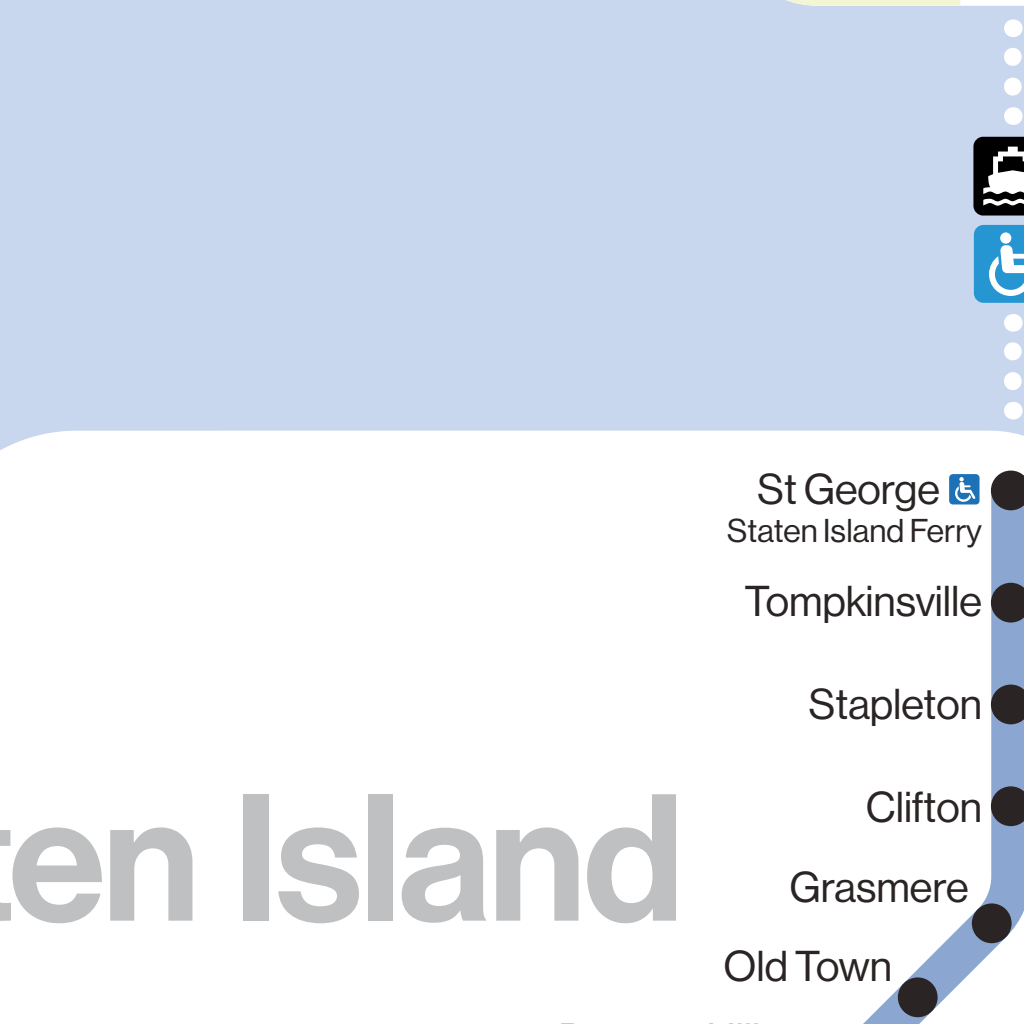 St George
Staten Island Ferry
Tompkinsville
Stapleton
Clifton
ten Island
Grasmere
Old Town